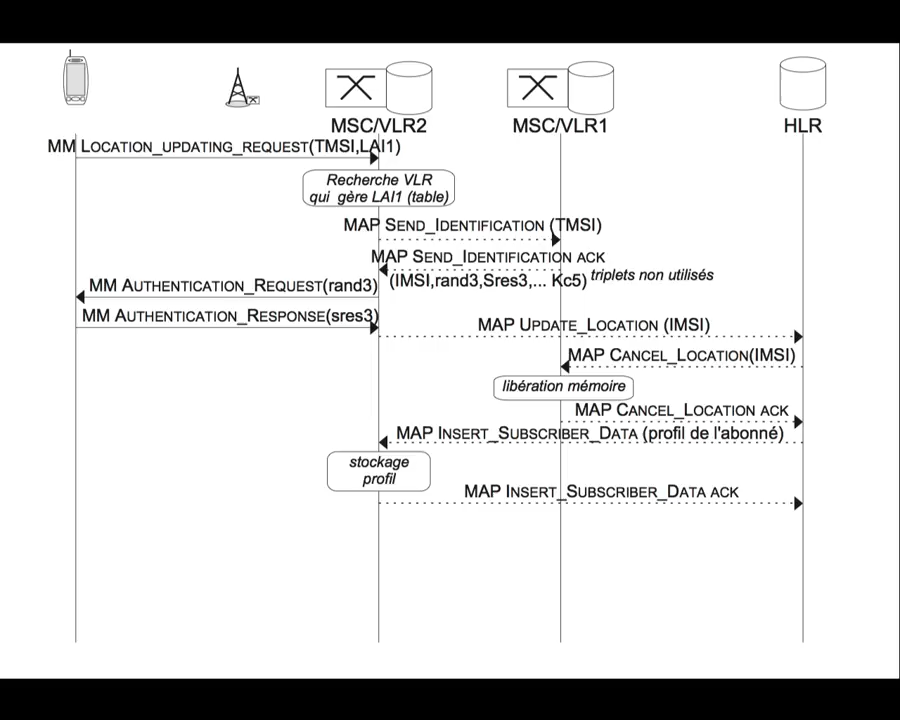 MSC/VLR2
MSC/VLR1
HLR
MM LOCATION_UPDATING_REQUEST(TMSI,LAI1)
Recherche VLR
qui gère LAI1 (table)
MAP SEND_IDENTIFICATION (TMSI)
MAP SEND_IDENTIFICATION ACK
(IMSI,rand3,Sres3,... Kc5)
triplets non utilisés
MM AUTHENTICATION_REQUEST(rand3)
MM AUTHENTICATION_RESPONSE(sres3)
MAP UPDATE_LOCATION (IMSI)
MAP CANCEL_LOCATION(IMSI)
libération mémoire
MAP CANCEL_LOCATION ACK
MAP INSERT_SUBSCRIBER_DATA (profil de l'abonné)
stockage
profil
MAP INSERT_SUBSCRIBER_DATA ACK